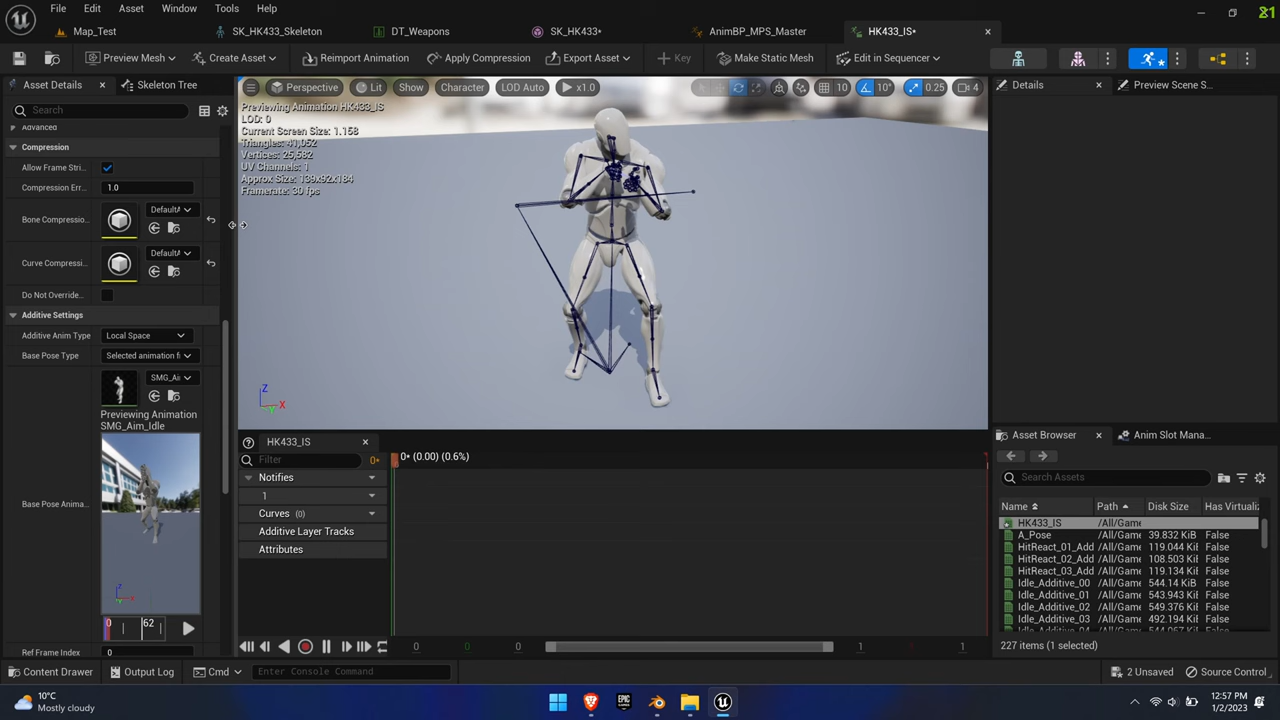 File Edit Asset Window Tools Help
21
Map_Test
SK_HK433_Skeleton
DT_Weapons
SK_HK433*
AnimBP_MPS_Master
HK433_IS*
Preview Mesh
Create Asset
Reimport Animation
Apply Compression
Export Asset
Key
Make Static Mesh
Edit in Sequencer
Asset Details
Skeleton Tree
Search
Advanced
Compression
Allow Frame Stri...
Compression Err...
1.0
Bone Compressio...
Default
Curve Compressi...
Default
Do Not Override...
Additive Settings
Additive Anim Type
Local Space
Base Pose Type
Selected animation f
SMG_Ai
Previewing Animation
SMG_Aim_Idle
Base Pose Anima...
0
62
Ref Frame Index
0
Perspective
Lit
Show
Character
LOD Auto
x1.0
10
10°
0.25
4
Previewing Animation HK433_IS
LOD: 0
Current Screen Size: 1.158
Triangles: 41,052
Vertices: 25,582
UV Channels: 1
Approx Size: 139x92x184
Framerate: 30 fps
Z
X
Y
HK433_IS
Filter
0*
0* (0.00) (0.6%)
Notifies
1
Curves (0)
Additive Layer Tracks
Attributes
0
0
0
1
1
Details
Preview Scene S...
Asset Browser
Anim Slot Mana...
Search Assets
Name Path Disk Size Has Virtualiz
HK433_IS /All/Game
A_Pose /All/Game 39.832 KiB False
HitReact_01_Add /All/Game 119.044 KiB False
HitReact_02_Add /All/Game 108.503 KiB False
HitReact_03_Add /All/Game 119.134 KiB False
Idle_Additive_00 /All/Game 544.14 KiB False
Idle_Additive_01 /All/Game 543.943 KiB False
Idle_Additive_02 /All/Game 549.376 KiB False
Idle_Additive_03 /All/Game 492.194 KiB False
227 items (1 selected)
Content Drawer
Output Log
Cmd
Enter Console Command
2 Unsaved
Source Control
10°C
Mostly cloudy
12:57 PM
1/2/2023